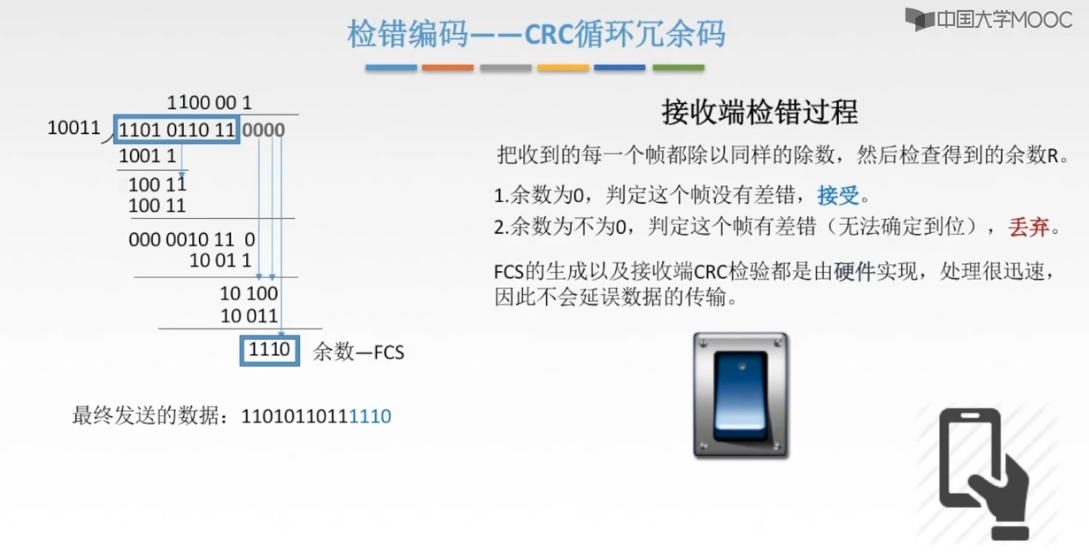 中国大学MOOC
检错编码——CRC循环冗余码
1100 00 1
10011 1101 0110 11 0000
1001 1
100 11
100 11
000 0010 11 0
10 01 1
10 100
10 011
1110 余数—FCS
最终发送的数据：11010110111110
接收端检错过程
把收到的每一个帧都除以同样的除数，然后检查得到的余数R。
1.余数为0，判定这个帧没有差错，接受。
2.余数为不为0，判定这个帧有差错（无法确定到位），丢弃。
FCS的生成以及接收端CRC检验都是由硬件实现，处理很迅速，
因此不会延误数据的传输。